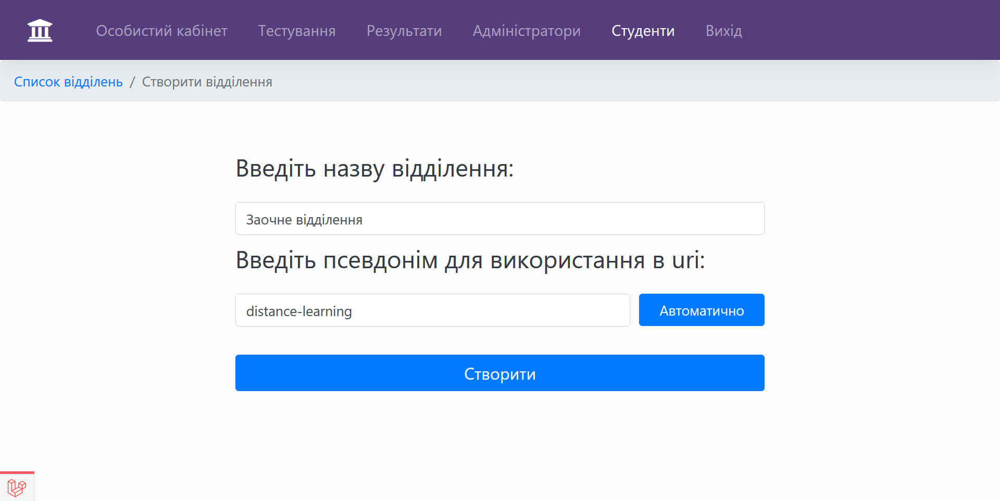 Особистий кабінет Тестування Результати Адміністратори Студенти Вихід
Список відділень / Створити відділення
Введіть назву відділення:
Заочне відділення
Введіть псевдонім для використання в uri:
distance-learning Автоматично
Створити